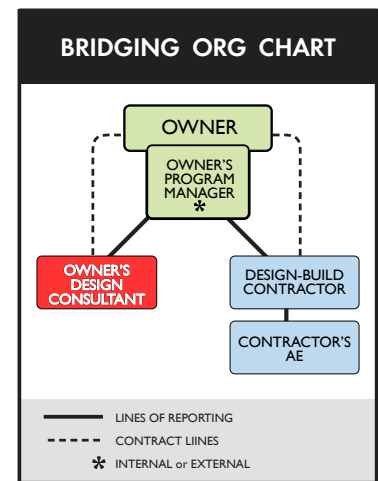 BRIDGING ORG CHART
OWNER
OWNER'S
PROGRAM
MANAGER
*
OWNER'S
DESIGN
CONSULTANT
DESIGN-BUILD
CONTRACTOR
CONTRACTOR'S
AE
LINES OF REPORTING
CONTRACT LIINES
* INTERNAL or EXTERNAL